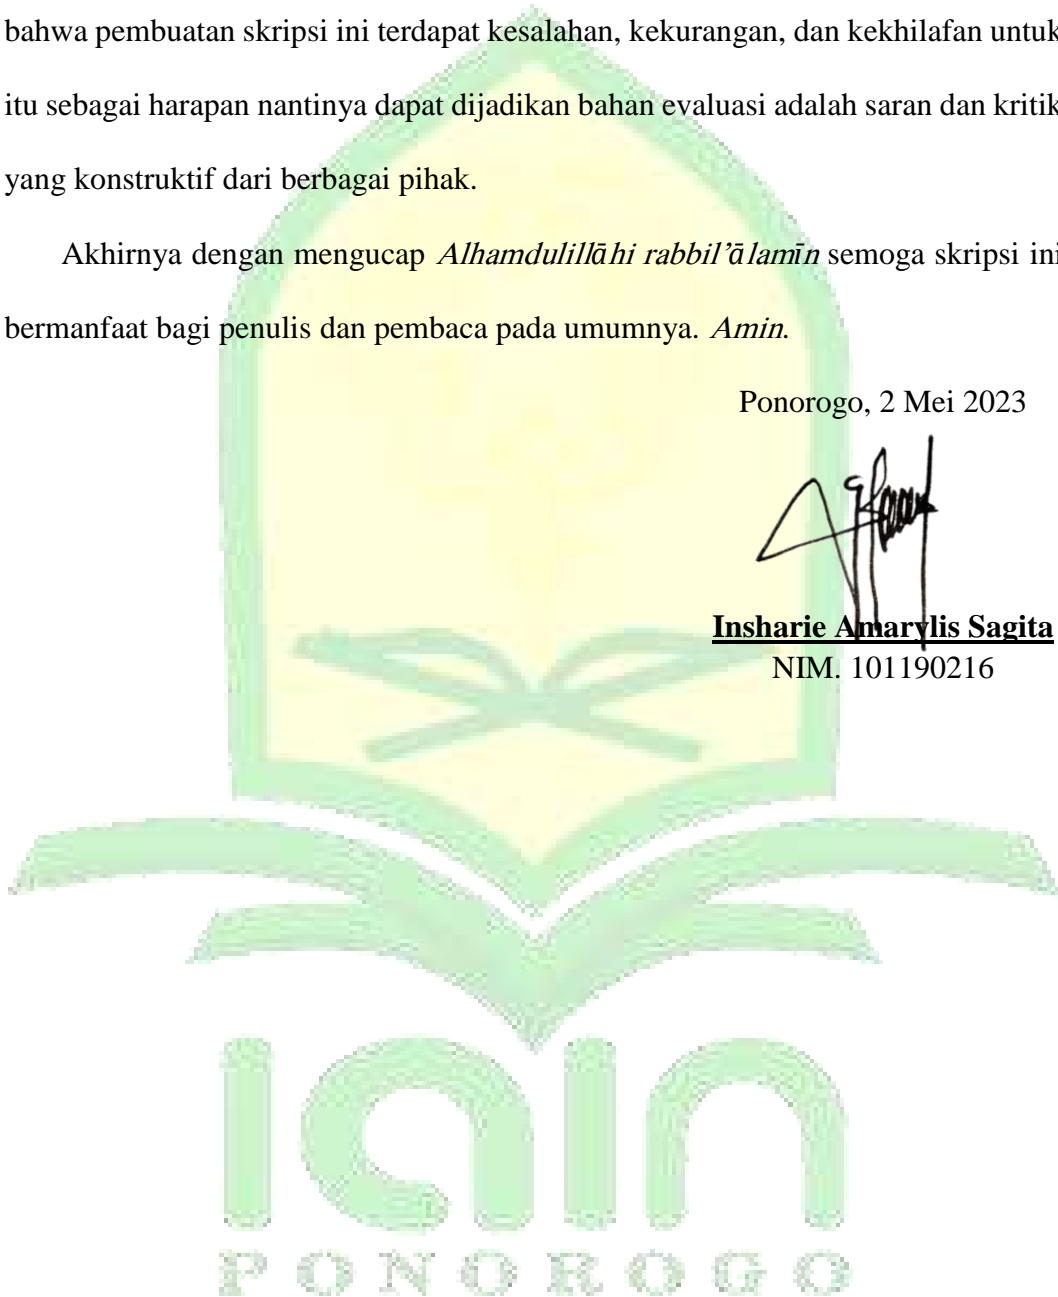 bahwa pembuatan skripsi ini terdapat kesalahan, kekurangan, dan kekhilafan untuk
itu sebagai harapan nantinya dapat dijadikan bahan evaluasi adalah saran dan kritik
yang konstruktif dari berbagai pihak.
Akhirnya dengan mengucap Alhamdulillāhi rabbil'ālamīn semoga skripsi ini
bermanfaat bagi penulis dan pembaca pada umumnya. Amin.
Ponorogo, 2 Mei 2023
Insharie Amarylis Sagita
NIM. 101190216
iain
PONOROGO